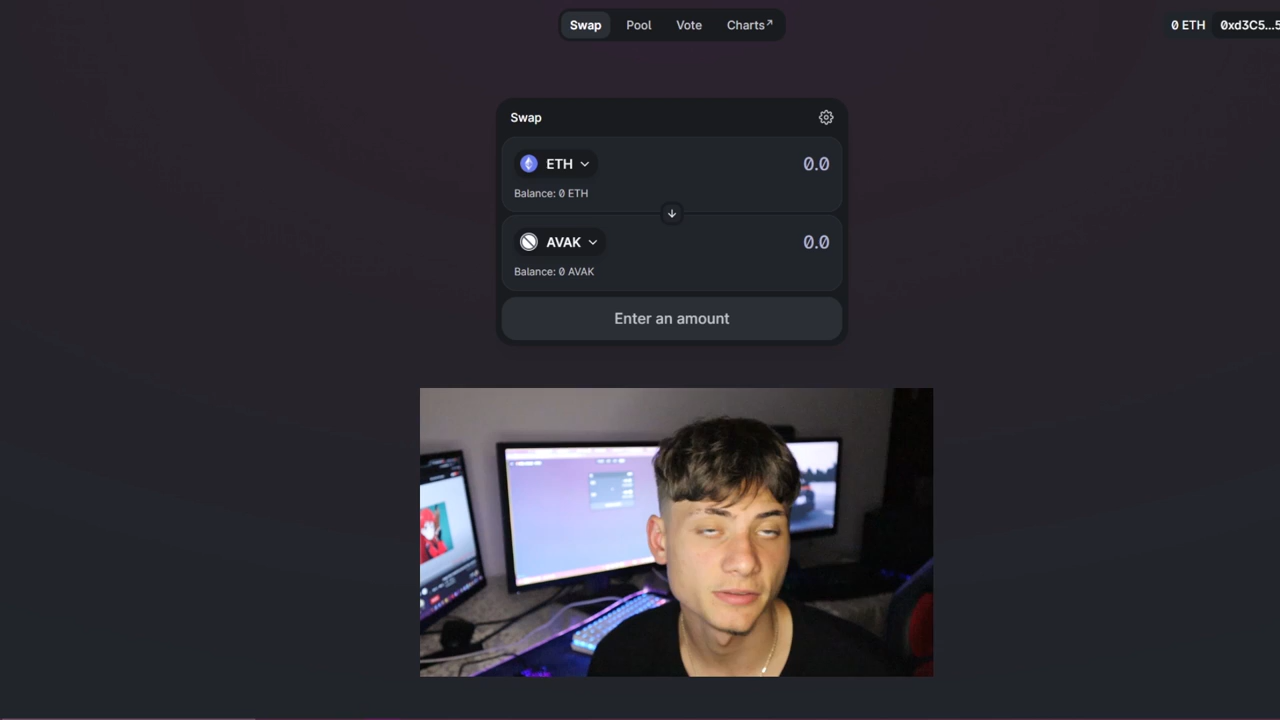 Swap Pool Vote Charts↗ 0 ETH 0xd3C5...5
Swap
ETH 0.0
Balance: 0 ETH
AVAK 0.0
Balance: 0 AVAK
Enter an amount